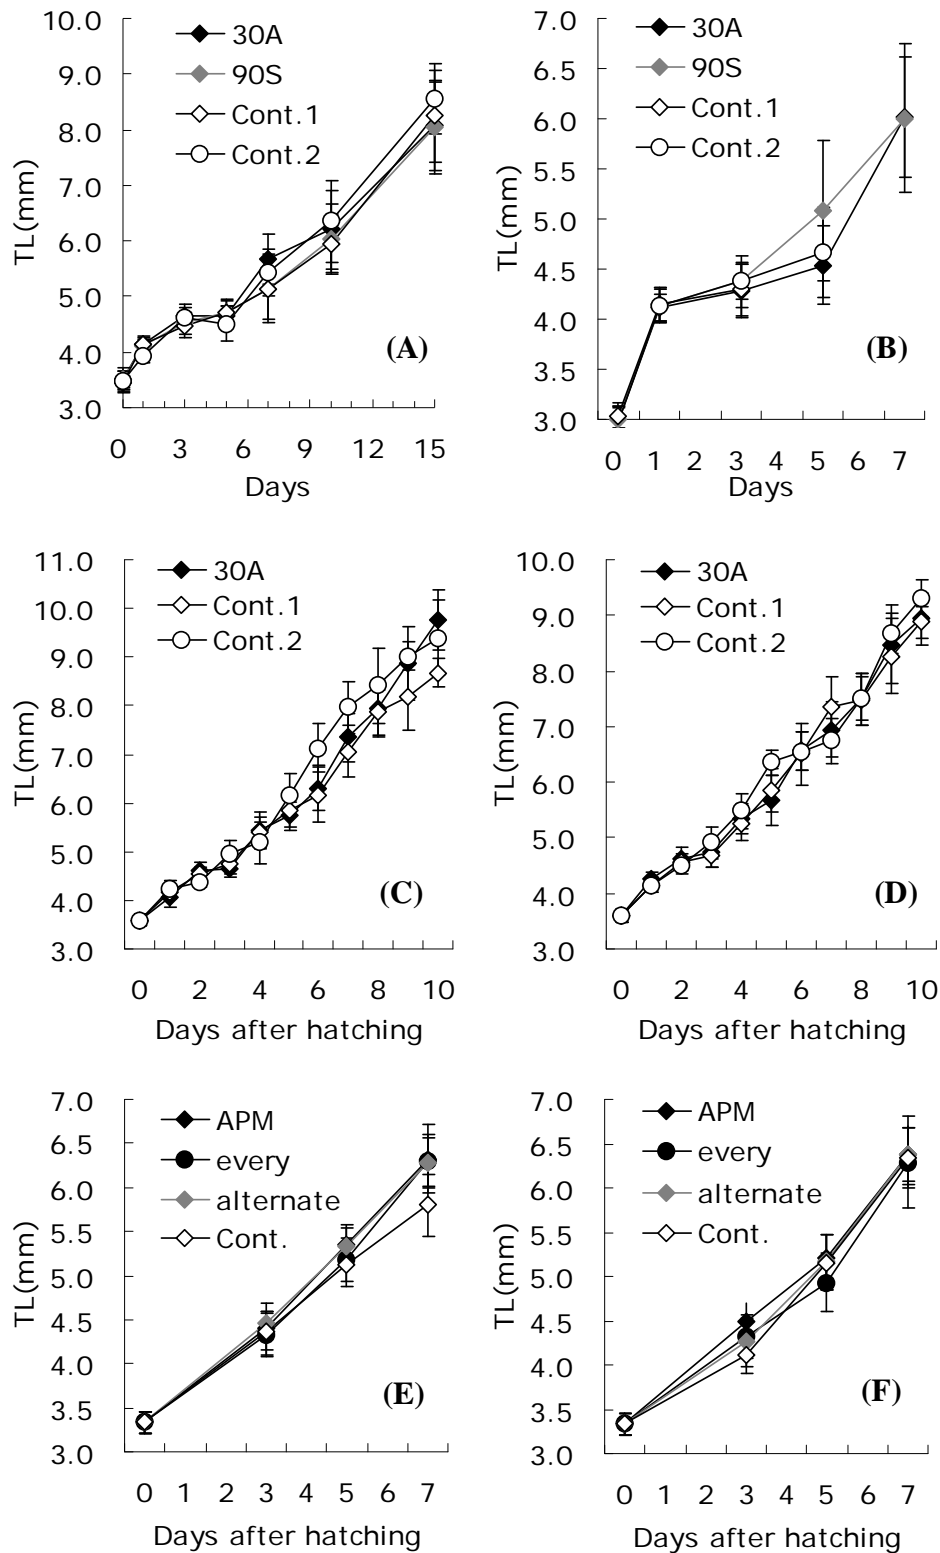 10.0
9.0
8.0
7.0
6.0
5.0
4.0
3.0
TL(mm)
30A
90S
Cont.1
Cont.2
(A)
0 3 6 9 12 15
Days
7.0
6.5
6.0
5.5
5.0
4.5
4.0
3.5
3.0
TL(mm)
30A
90S
Cont.1
Cont.2
(B)
0 1 2 3 4 5 6 7
Days
11.0
10.0
9.0
8.0
7.0
6.0
5.0
4.0
3.0
TL(mm)
30A
Cont.1
Cont.2
(C)
0 2 4 6 8 10
Days after hatching
10.0
9.0
8.0
7.0
6.0
5.0
4.0
3.0
TL(mm)
30A
Cont.1
Cont.2
(D)
0 2 4 6 8 10
Days after hatching
7.0
6.5
6.0
5.5
5.0
4.5
4.0
3.5
3.0
TL(mm)
APM
every
alternate
Cont.
(E)
0 1 2 3 4 5 6 7
Days after hatching
7.0
6.5
6.0
5.5
5.0
4.5
4.0
3.5
3.0
TL(mm)
APM
every
alternate
Cont.
(F)
0 1 2 3 4 5 6 7
Days after hatching